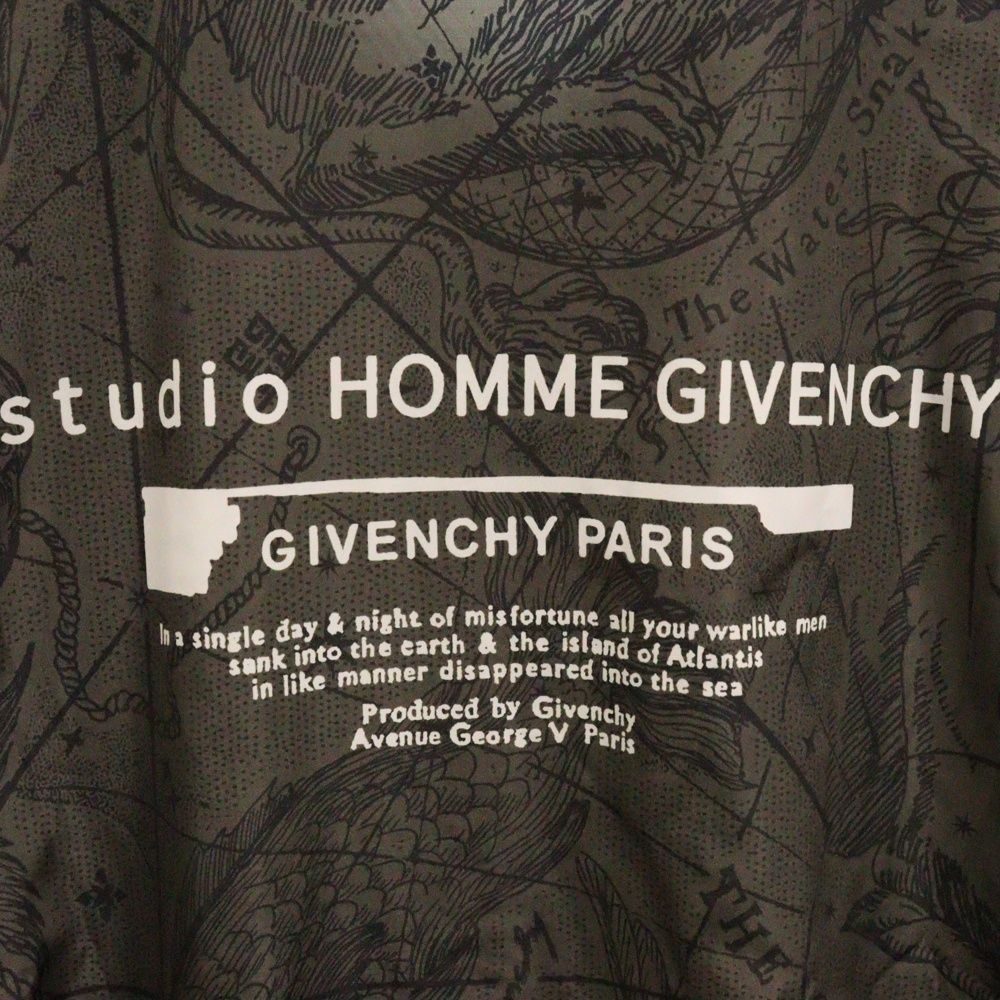 The Water Snake
studio HOMME GIVENCHY
GIVENCHY PARIS
In a single day & night of misfortune all your warlike men
sank into the earth & the island of Atlantis
in like manner disappeared into the sea
Produced by Givenchy
Avenue George V Paris
THE